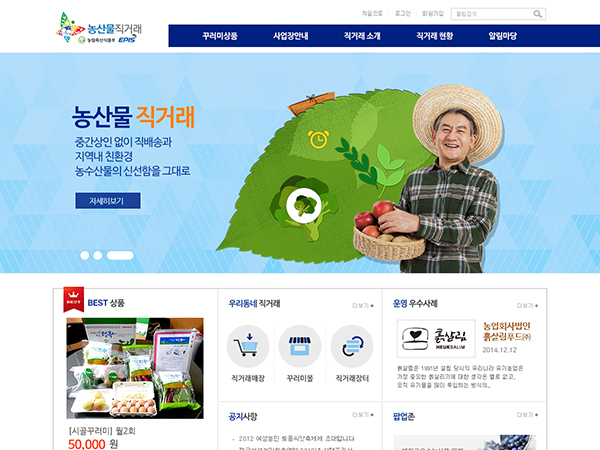 농산물직거래
농림축산식품부 EPIS
처음으로 | 로그인 | 회원가입
통합검색
꾸러미상품 사업장안내 직거래 소개 직거래 현황 알림마당
농산물 직거래
중간상인 없이 직배송과
지역내 친환경
농수산물의 신선함을 그대로
자세히보기
BEST
BEST 상품
[시골꾸러미] 월2회
50,000 원
우리동네 직거래 더보기 +
직거래매장 꾸러미몰 직거래장터
공지사항 더보기 +
- 2012 여성농민 토종씨앗축제에 초대합니다
운영 우수사례 더보기 +
흙살림
HEUKSALIM
농업회사법인
흙살림푸드㈜
2014.12.12
흙살림은 1991년 설립 당시의 우리나라 유기농업은
가장 중요한 흙살리기에 대한 생각은 별로 없고,
오직 유기물을 많이 투입하는 방식의..
팝업존